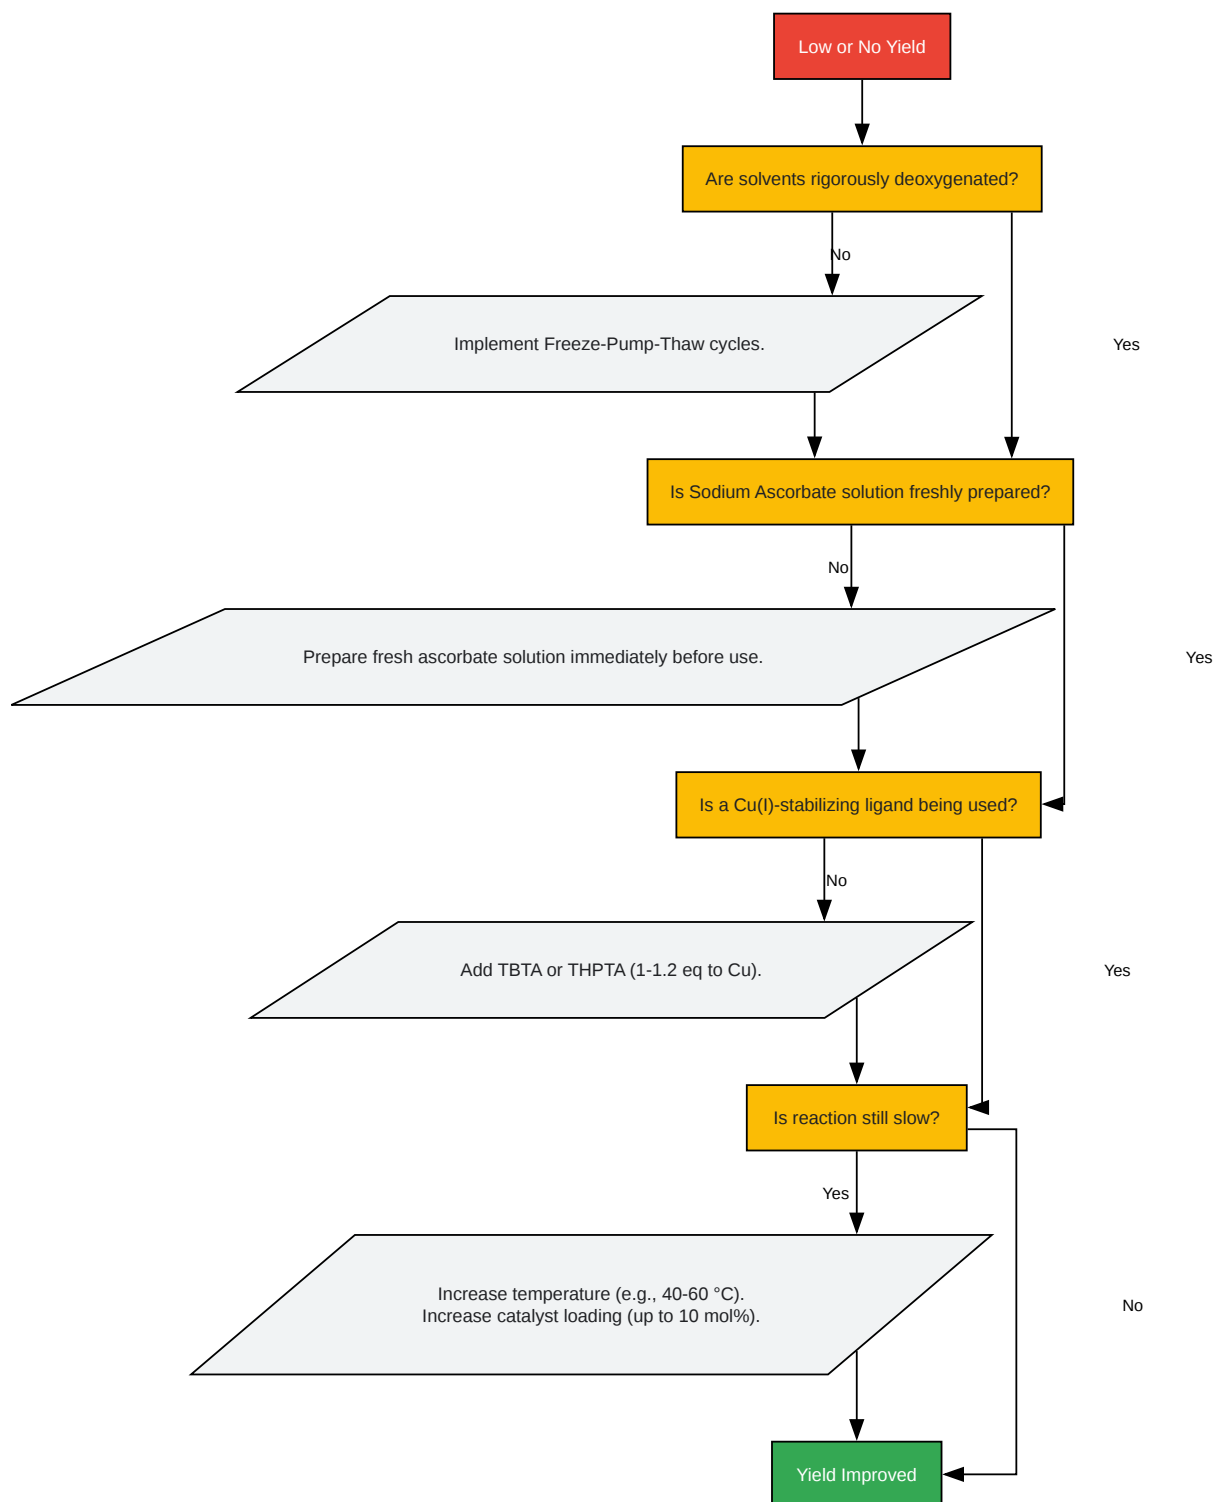 Low or No Yield
Are solvents rigorously deoxygenated?
No
Implement Freeze-Pump-Thaw cycles.
Yes
Is Sodium Ascorbate solution freshly prepared?
No
Prepare fresh ascorbate solution immediately before use.
Yes
Is a Cu(I)-stabilizing ligand being used?
No
Add TBTA or THPTA (1-1.2 eq to Cu).
Yes
Is reaction still slow?
Yes
Increase temperature (e.g., 40-60 °C).
Increase catalyst loading (up to 10 mol%).
No
Yield Improved